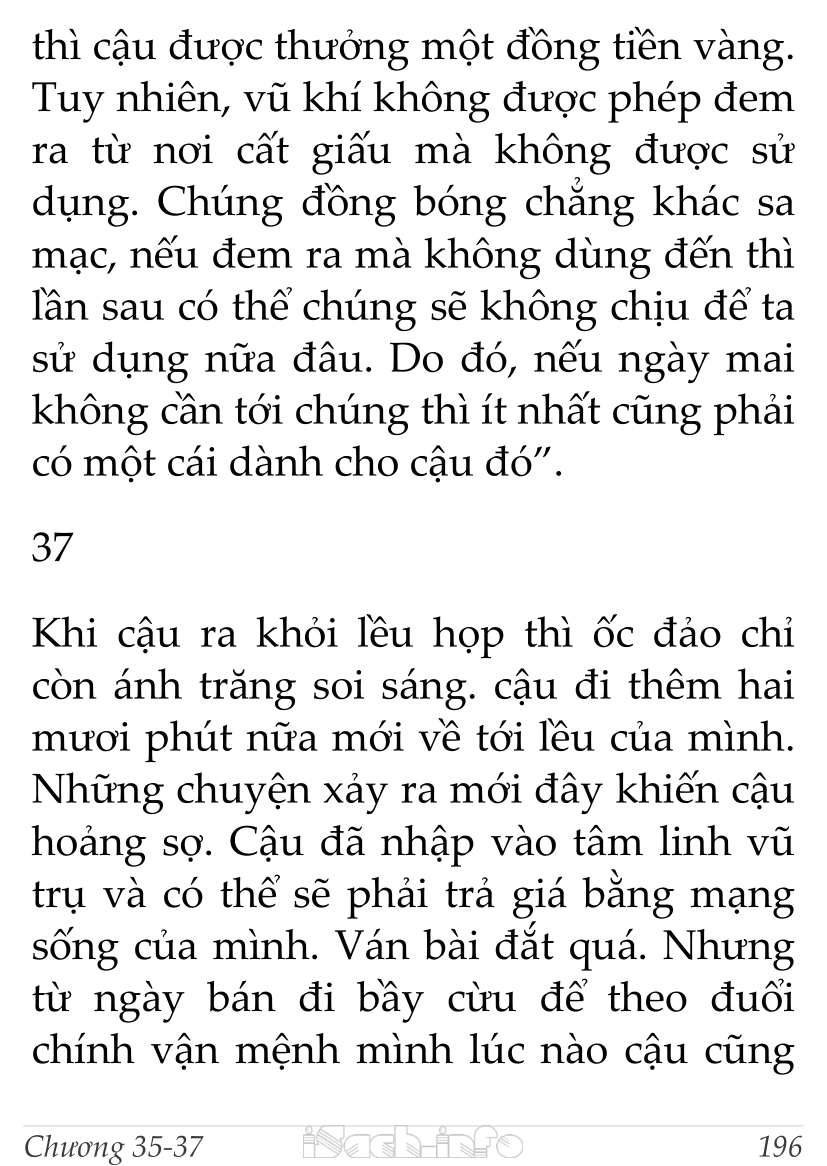 thì cậu được thưởng một đồng tiền vàng.
Tuy nhiên, vũ khí không được phép đem
ra từ nơi cất giấu mà không được sử
dụng. Chúng đồng bóng chẳng khác sa
mạc, nếu đem ra mà không dùng đến thì
lần sau có thể chúng sẽ không chịu để ta
sử dụng nữa đâu. Do đó, nếu ngày mai
không cần tới chúng thì ít nhất cũng phải
có một cái dành cho cậu đó”.
37
Khi cậu ra khỏi lều họp thì ốc đảo chỉ
còn ánh trăng soi sáng. cậu đi thêm hai
mươi phút nữa mới về tới lều của mình.
Những chuyện xảy ra mới đây khiến cậu
hoảng sợ. Cậu đã nhập vào tâm linh vũ
trụ và có thể sẽ phải trả giá bằng mạng
sống của mình. Ván bài đắt quá. Nhưng
từ ngày bán đi bầy cừu để theo đuổi
chính vận mệnh mình lúc nào cậu cũng
Chương 35-37 iSach.info 196